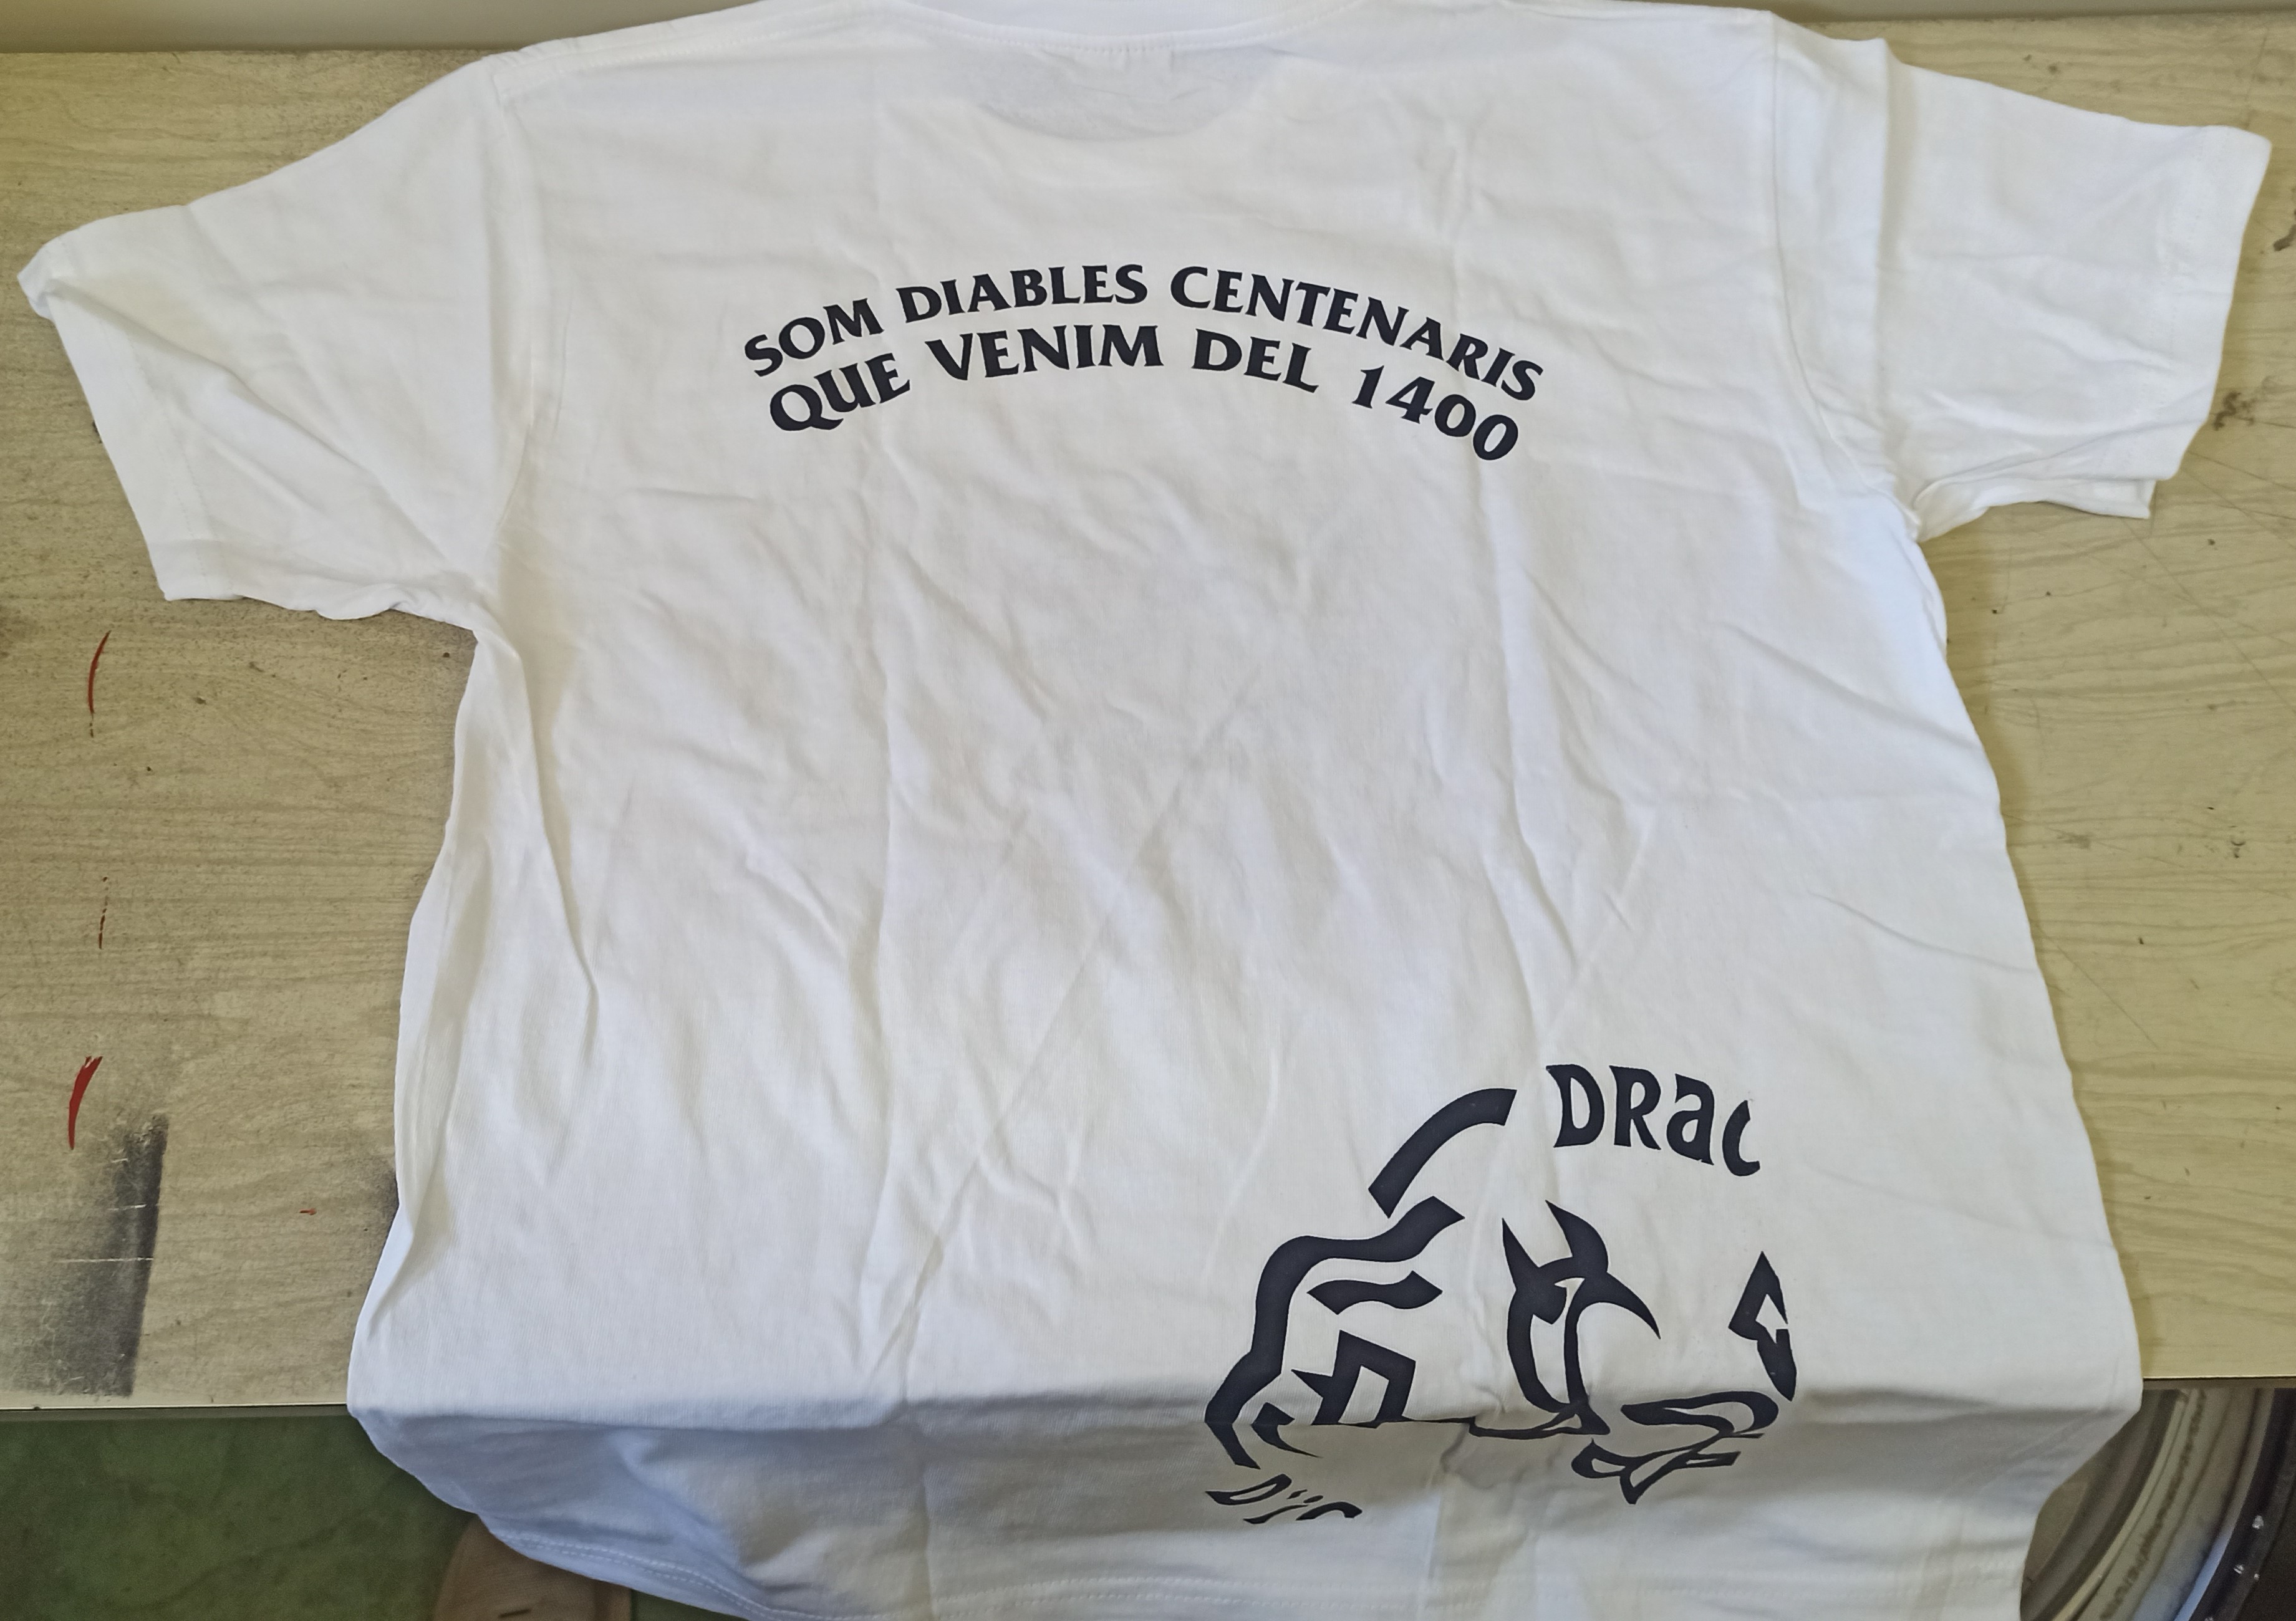 SOM DIABLES CENTENARIS
QUE VENIM DEL 1400
DRac